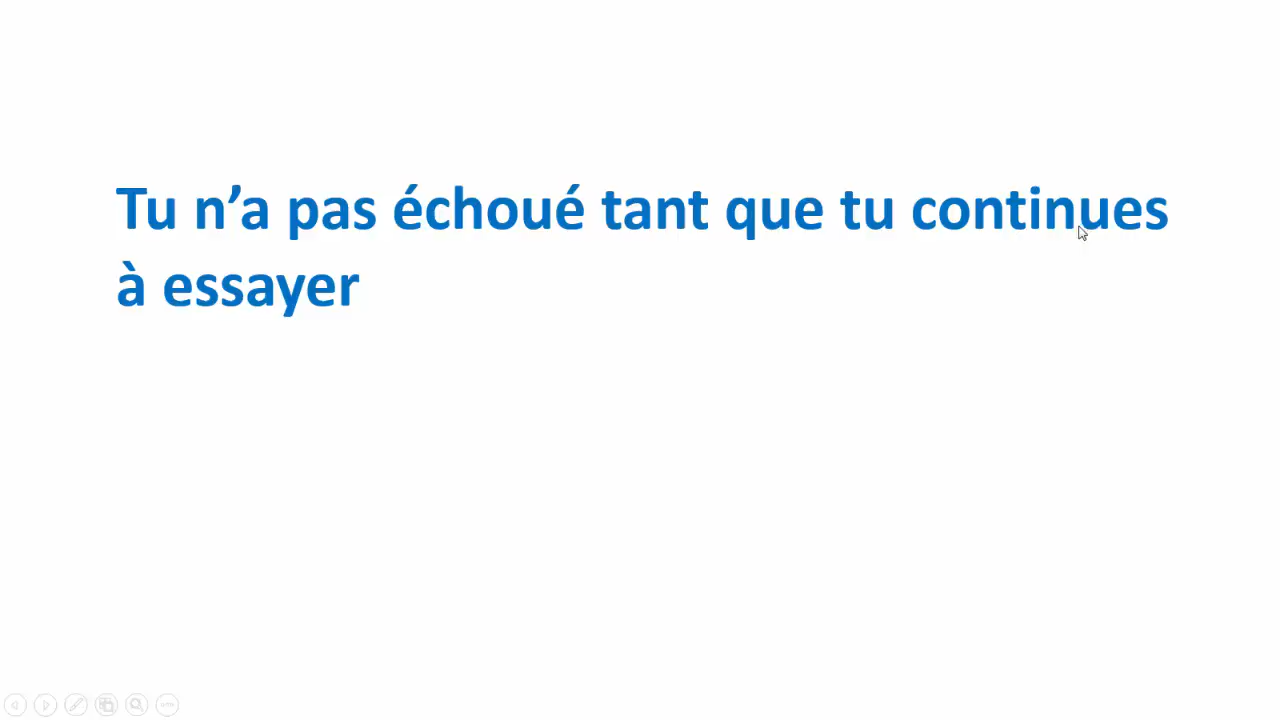 Tu n’a pas échoué tant que tu continues
à essayer